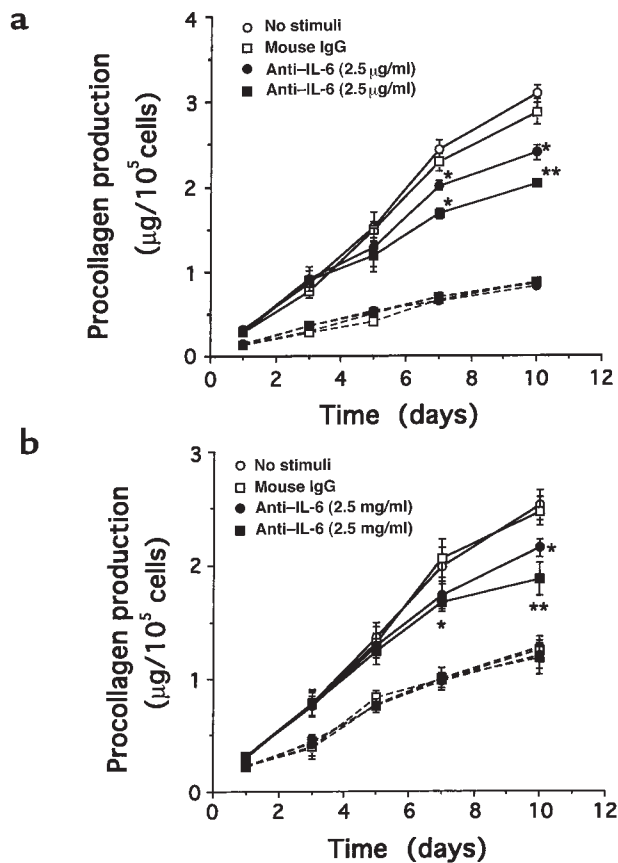 a
No stimuli
Mouse IgG
Anti–IL-6 (2.5 µg/ml)
Anti–IL-6 (2.5 µg/ml)
Procollagen production
(µg/10⁵ cells)
4
3
2
1
0
*
*
*
**
0 2 4 6 8 10 12
Time (days)
b
No stimuli
Mouse IgG
Anti–IL-6 (2.5 mg/ml)
Anti–IL-6 (2.5 mg/ml)
Procollagen production
(µg/10⁵ cells)
3
2
1
0
*
*
**
0 2 4 6 8 10 12
Time (days)